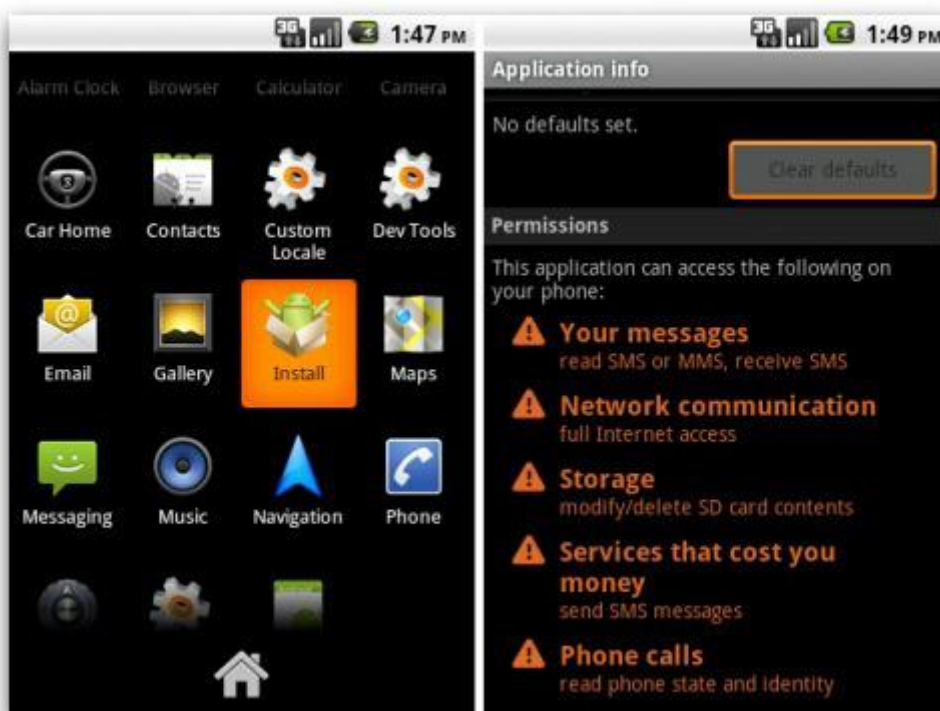 3G 1:47 PM
Alarm Clock Browser Calculator Camera
Car Home Contacts Custom Locale Dev Tools
Email Gallery Install Maps
Messaging Music Navigation Phone
3G 1:49 PM
Application info
No defaults set.
Clear defaults
Permissions
This application can access the following on
your phone:
Your messages
read SMS or MMS, receive SMS
Network communication
full Internet access
Storage
modify/delete SD card contents
Services that cost you
money
send SMS messages
Phone calls
read phone state and identity